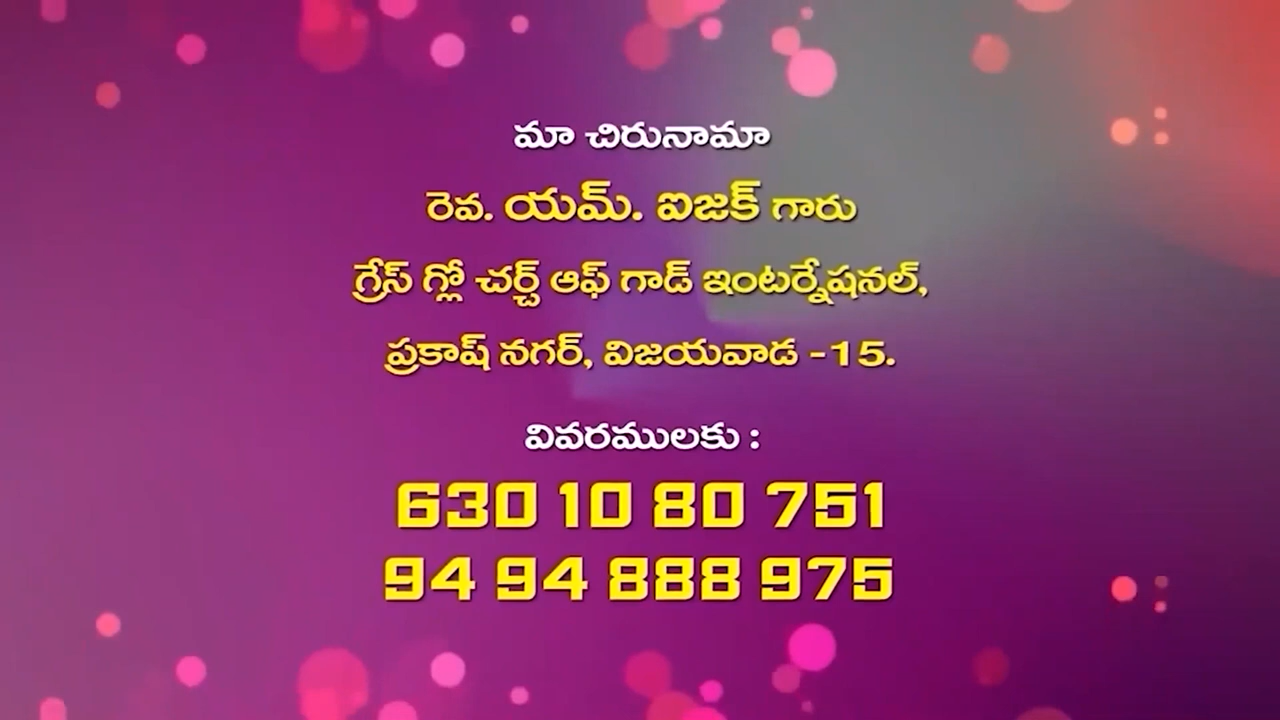 మా చిరునామా
రెవ. యమ్. ఐజక్ గారు
గ్రేస్ గ్లో చర్చ్ ఆఫ్ గాడ్ ఇంటర్నేషనల్,
ప్రకాష్ నగర్, విజయవాడ -15.
వివరములకు :
630 10 80 751
94 94 888 975